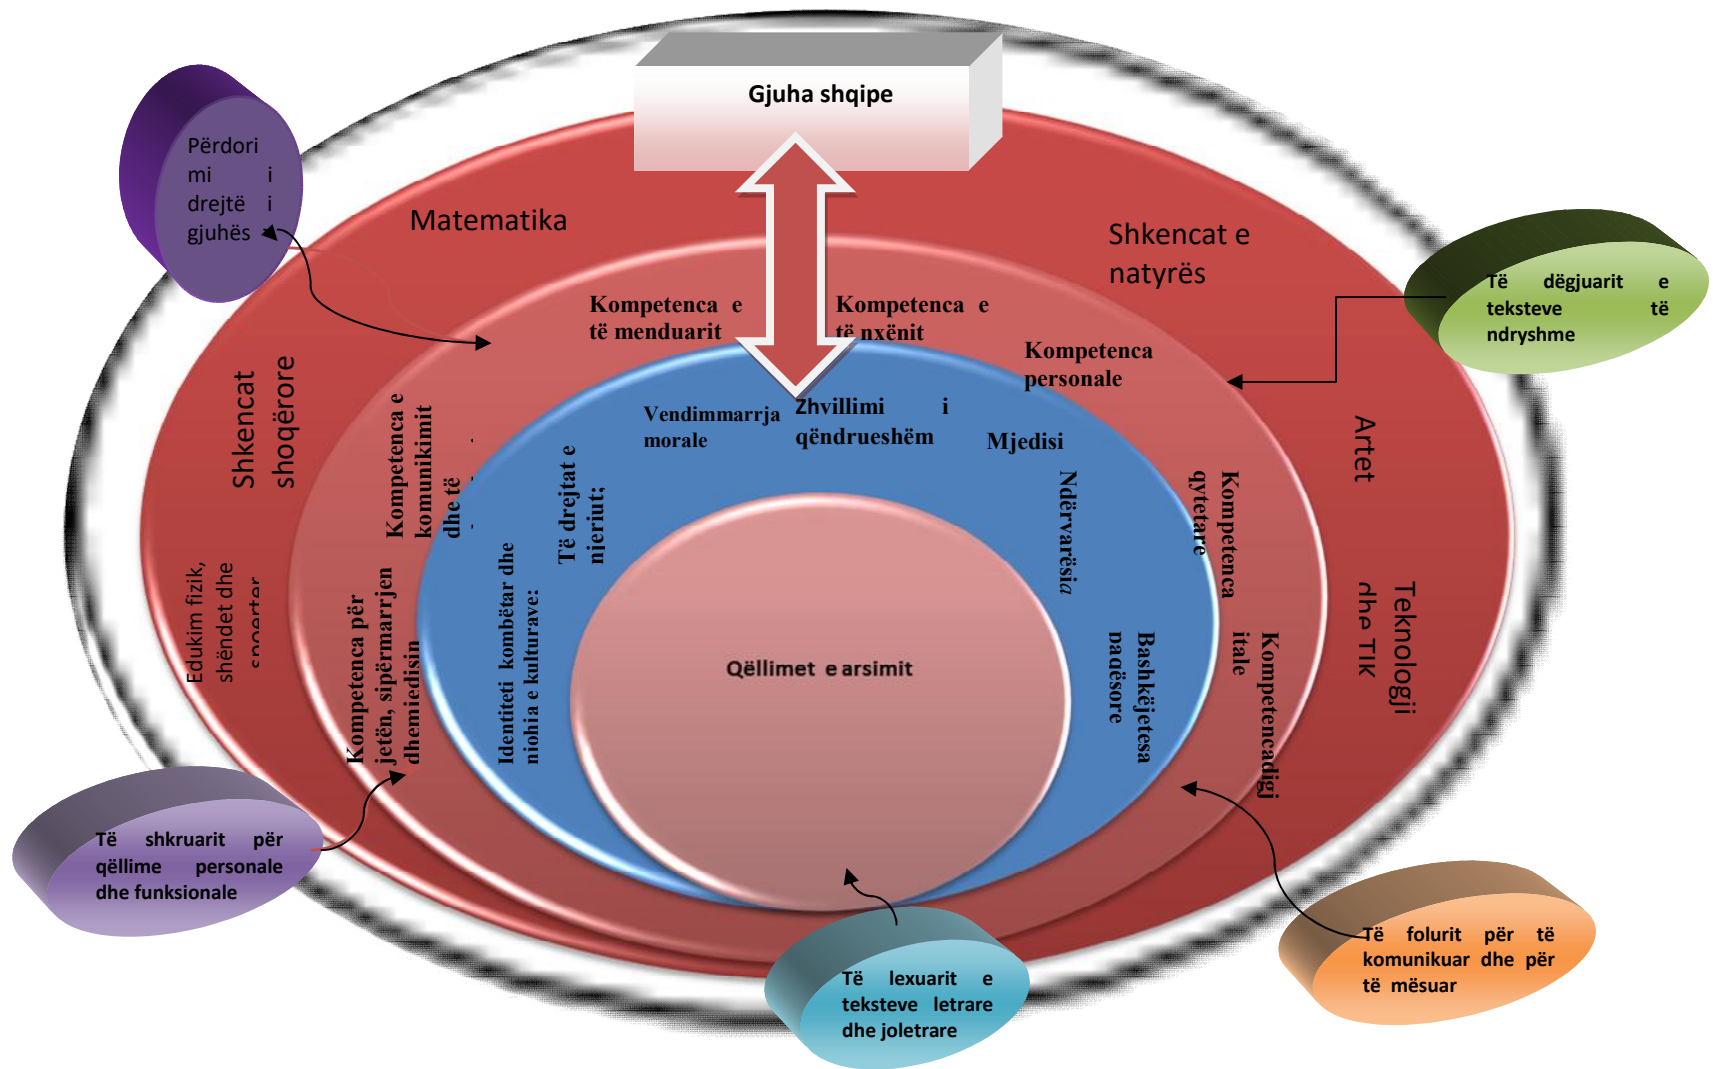 Gjuha shqipe
Përdori
mi i
drejtë i
gjuhës
Matematika
Shkencat e
natyrës
Të dëgjuarit e
teksteve të
ndryshme
Kompetenca e
të menduarit
Kompetenca e
të nxënit
Kompetenca
personale
Shkencat
shoqërore
Kompetenca e
komunikimit
dhe të
Vendimmarrja
morale
Zhvillimi i
qëndrueshëm
Mjedisi
Të drejtat e
njeriut;
Ndërvarësia
Kompetenca
qytetare
Artet
Edukim fizik,
shëndet dhe
Kompetenca për
jetën, sipërmarrjen
dhemjedisin
Identiteti kombëtar dhe
njohja e kulturave:
Qëllimet e arsimit
Bashkëjetesa
paqësore
Kompetencadigj
itale
Teknologji
dhe TIK
Të shkruarit për
qëllime personale
dhe funksionale
Të lexuarit e
teksteve letrare
dhe joletrare
Të folurit për të
komunikuar dhe për
të mësuar